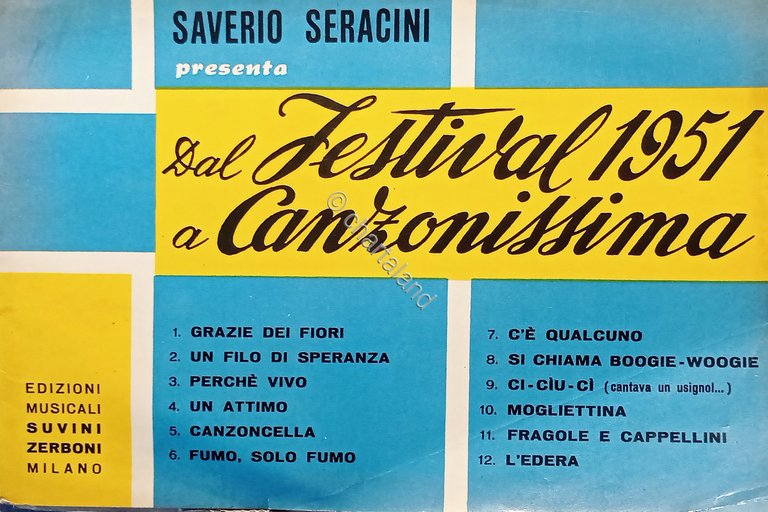 SAVERIO SERACINI
presenta
Dal Festival 1951
a Canzonissima
© chartaland
1. GRAZIE DEI FIORI
2. UN FILO DI SPERANZA
3. PERCHÈ VIVO
4. UN ATTIMO
5. CANZONCELLA
6. FUMO, SOLO FUMO
7. C'È QUALCUNO
8. SI CHIAMA BOOGIE-WOOGIE
9. CI-CÌU-CÌ (cantava un usignol...)
10. MOGLIETTINA
11. FRAGOLE E CAPPELLINI
12. L'EDERA
EDIZIONI
MUSICALI
SUVINI
ZERBONI
MILANO